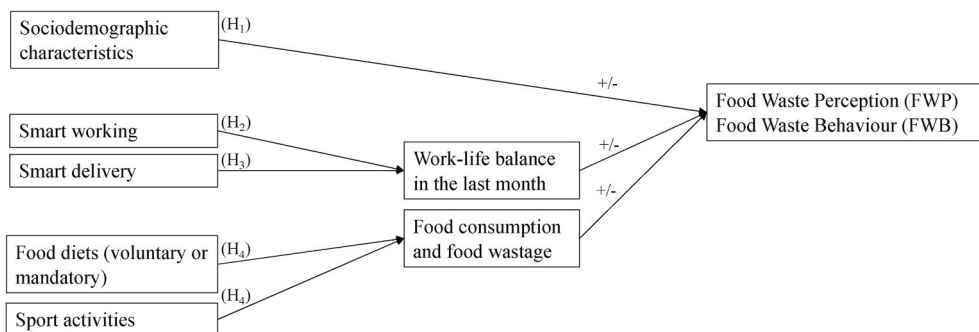 Sociodemographic
characteristics
(H₁)
+/-
Food Waste Perception (FWP)
Food Waste Behaviour (FWB)
Smart working
(H₂)
Smart delivery
(H₃)
Work-life balance
in the last month
+/-
+/-
Food consumption
and food wastage
Food diets (voluntary or
mandatory)
(H₄)
Sport activities
(H₄)